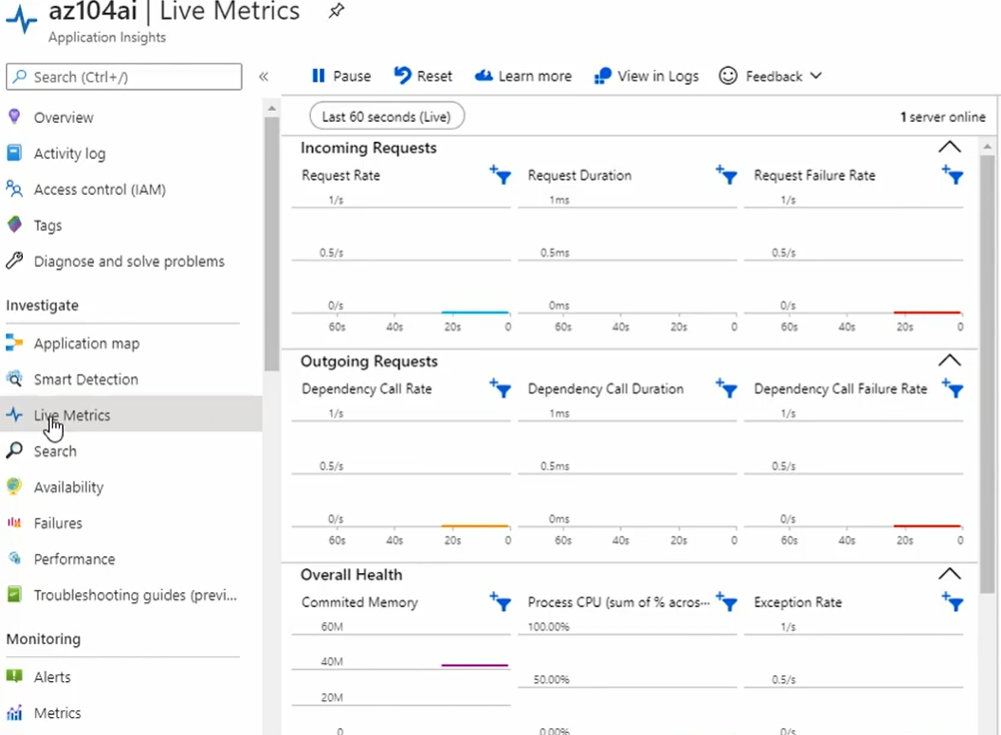 az104ai | Live Metrics
Application Insights
Search (Ctrl+/)
«
Pause
Reset
Learn more
View in Logs
Feedback
Overview
Activity log
Access control (IAM)
Tags
Diagnose and solve problems
Investigate
Application map
Smart Detection
Live Metrics
Search
Availability
Failures
Performance
Troubleshooting guides (previ...
Monitoring
Alerts
Metrics
Last 60 seconds (Live)
1 server online
Incoming Requests
Request Rate
1/s
0.5/s
0/s
60s 40s 20s 0
Request Duration
1ms
0.5ms
0ms
60s 40s 20s 0
Request Failure Rate
1/s
0.5/s
0/s
60s 40s 20s 0
Outgoing Requests
Dependency Call Rate
1/s
0.5/s
0/s
60s 40s 20s 0
Dependency Call Duration
1ms
0.5ms
0ms
60s 40s 20s 0
Dependency Call Failure Rate
1/s
0.5/s
0/s
60s 40s 20s 0
Overall Health
Commited Memory
60M
40M
20M
0
Process CPU (sum of % acros...
100.00%
50.00%
0.00%
Exception Rate
1/s
0.5/s
0/s